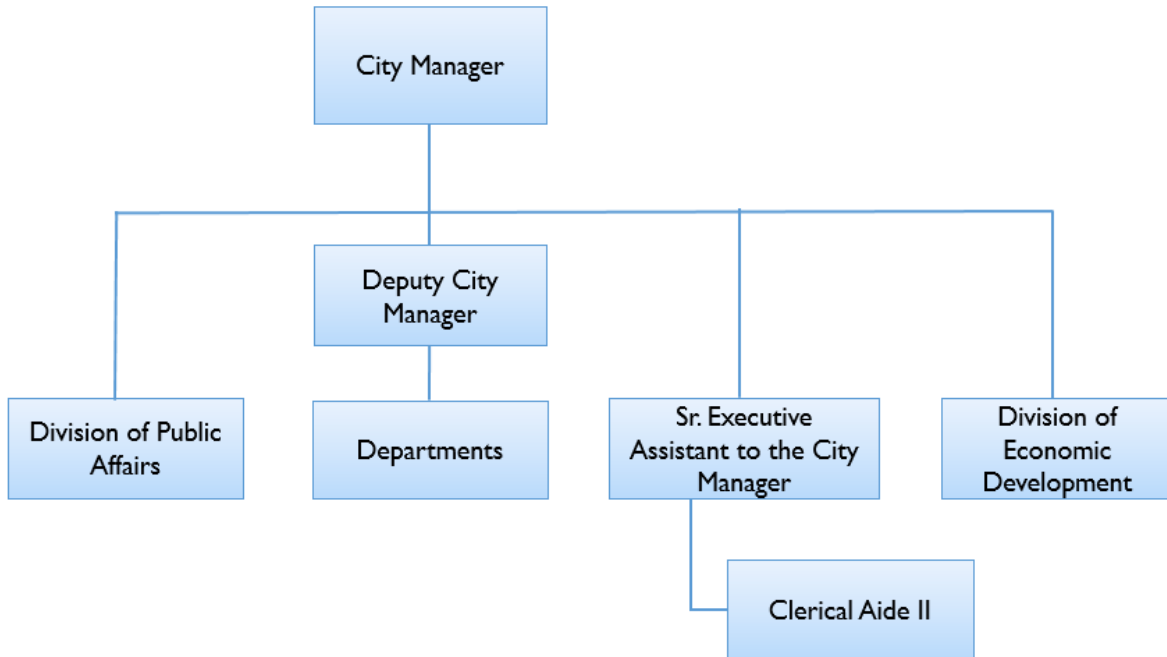 City Manager
Deputy City
Manager
Division of Public
Affairs
Departments
Sr. Executive
Assistant to the City
Manager
Division of
Economic
Development
Clerical Aide II